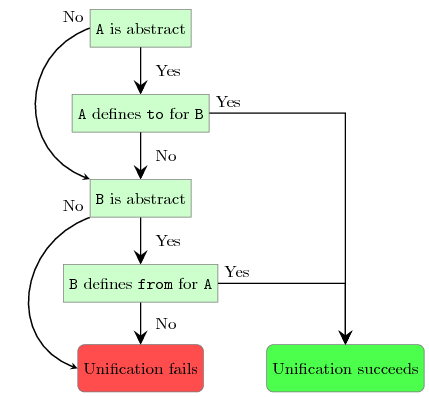 No
A is abstract
Yes
A defines to for B
Yes
No
B is abstract
No
Yes
B defines from for A
Yes
No
Unification fails
Unification succeeds